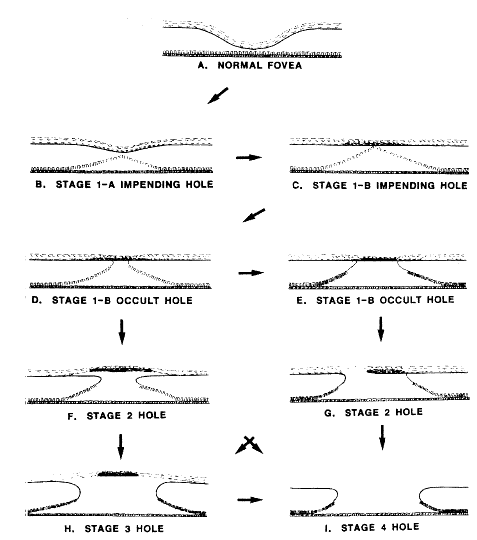 A. NORMAL FOVEA
B. STAGE 1-A IMPENDING HOLE
C. STAGE 1-B IMPENDING HOLE
D. STAGE 1-B OCCULT HOLE
E. STAGE 1-B OCCULT HOLE
F. STAGE 2 HOLE
G. STAGE 2 HOLE
H. STAGE 3 HOLE
I. STAGE 4 HOLE